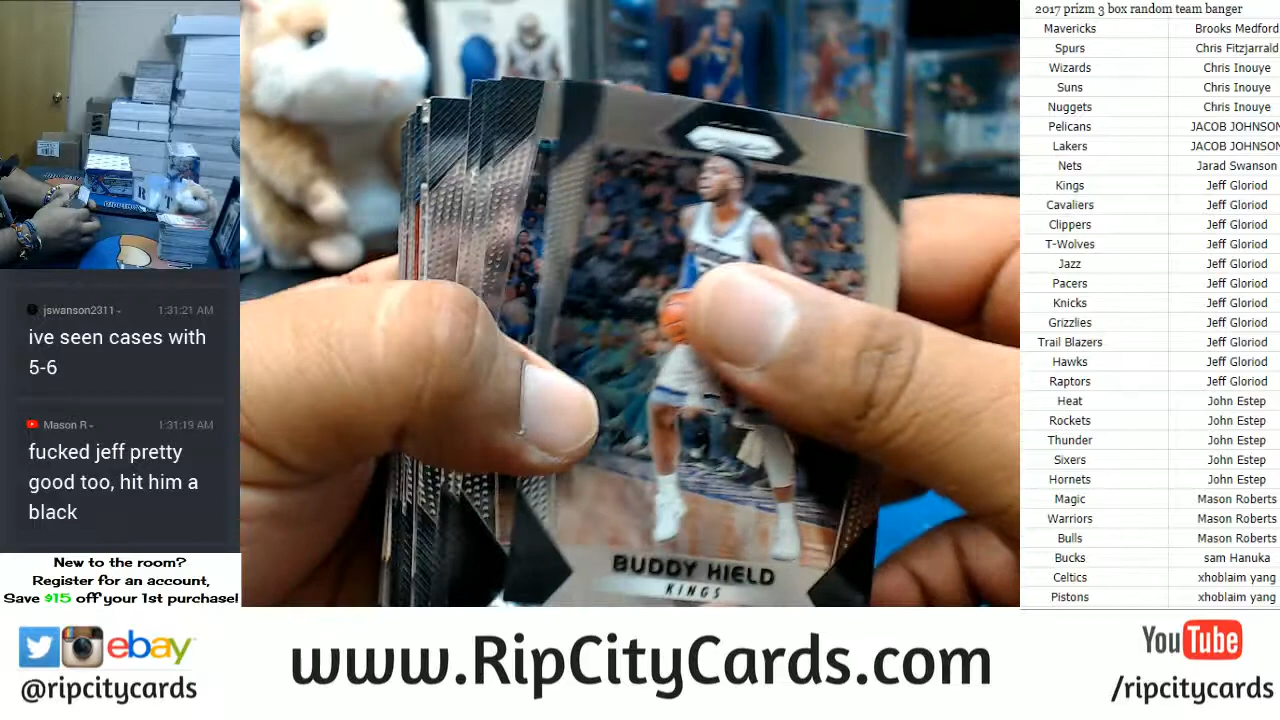 2017 prizm 3 box random team banger
Mavericks Brooks Medford
Spurs Chris Fitzjarrald
Wizards Chris Inouye
Suns Chris Inouye
Nuggets Chris Inouye
Pelicans JACOB JOHNSON
Lakers JACOB JOHNSON
Nets Jarad Swanson
Kings Jeff Gloriod
Cavaliers Jeff Gloriod
Clippers Jeff Gloriod
T-Wolves Jeff Gloriod
Jazz Jeff Gloriod
Pacers Jeff Gloriod
Knicks Jeff Gloriod
Grizzlies Jeff Gloriod
Trail Blazers Jeff Gloriod
Hawks Jeff Gloriod
Raptors Jeff Gloriod
Heat John Estep
Rockets John Estep
Thunder John Estep
Sixers John Estep
Hornets John Estep
Magic Mason Roberts
Warriors Mason Roberts
Bulls Mason Roberts
Bucks sam Hanuka
Celtics xhoblaim yang
Pistons xhoblaim yang
jswanson2311 1:31:21 AM
ive seen cases with
5-6
Mason R 1:31:19 AM
fucked jeff pretty
good too, hit him a
black
BUDDY HIELD
KINGS
New to the room?
Register for an account,
Save $15 off your 1st purchase!
ebay
@ripcitycards
www.RipCityCards.com
YouTube
/ripcitycards